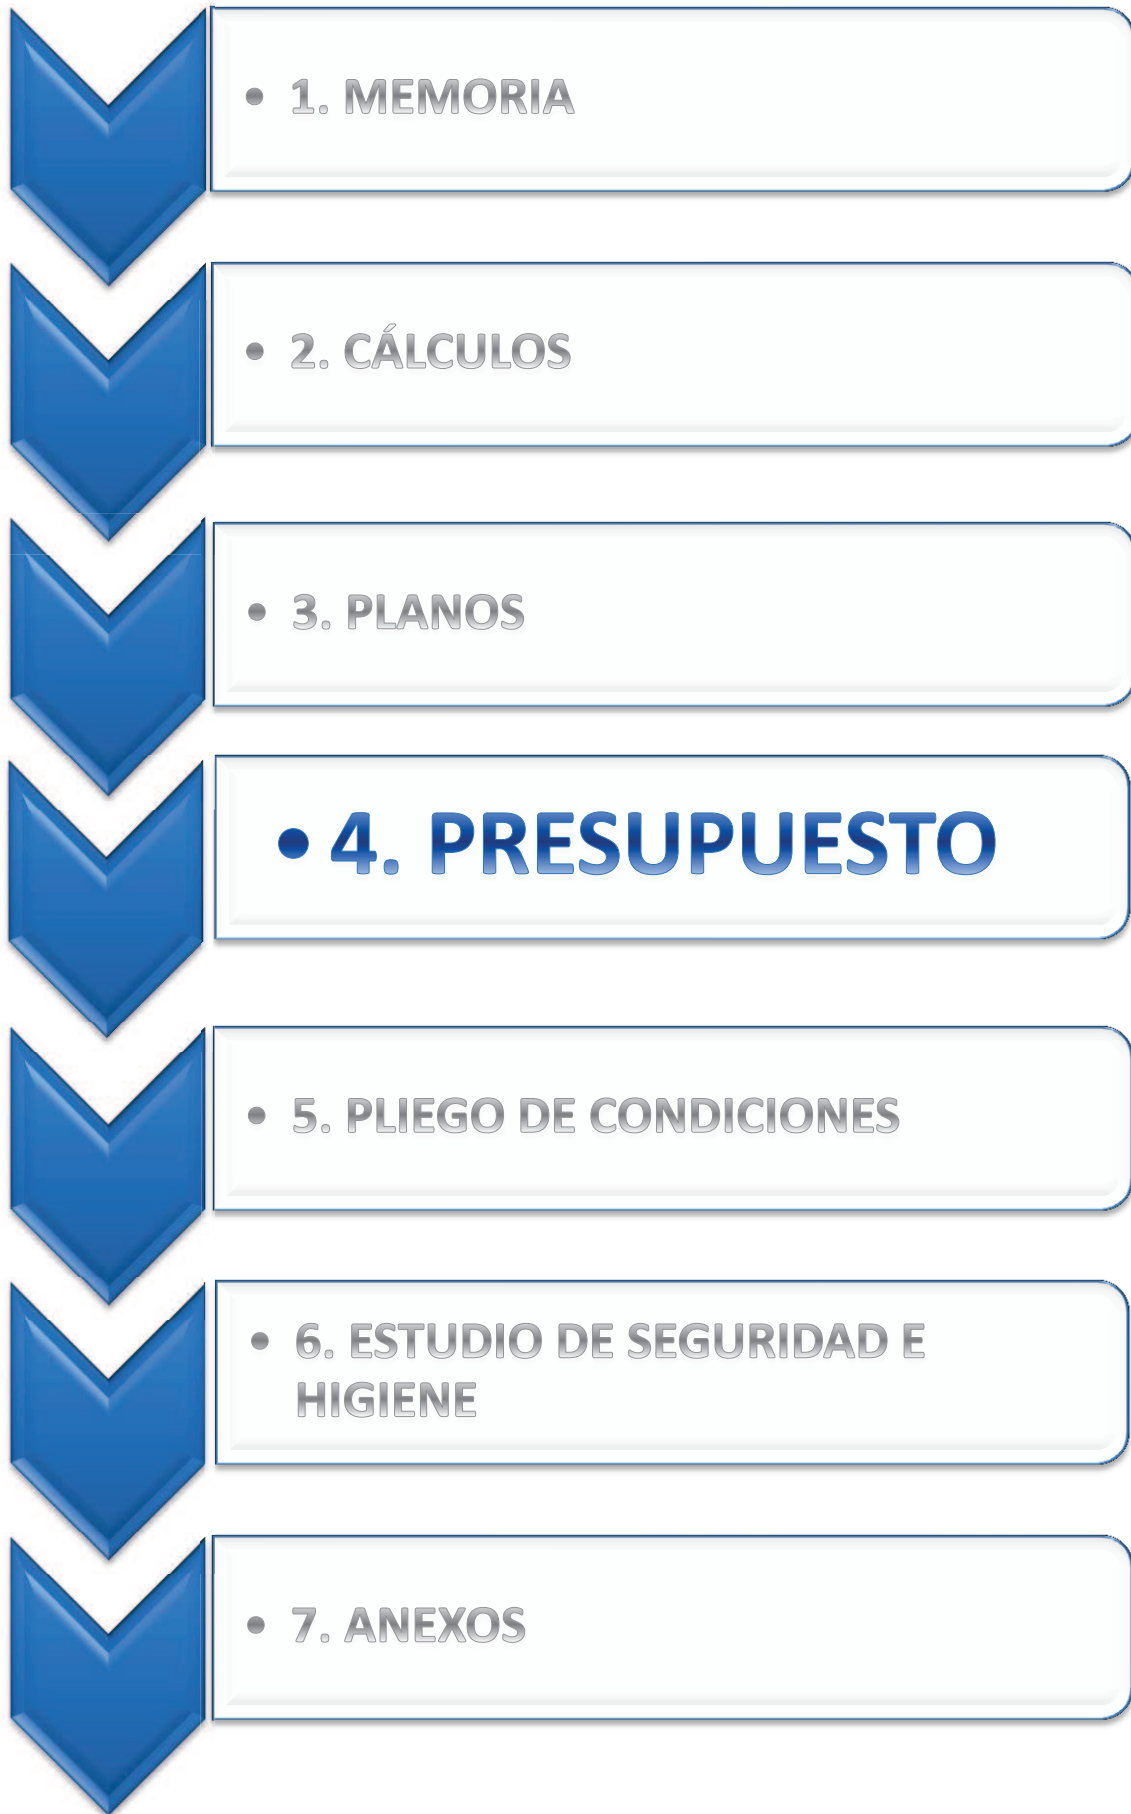 • 1. MEMORIA
• 2. CÁLCULOS
• 3. PLANOS
• 4. PRESUPUESTO
• 5. PLIEGO DE CONDICIONES
• 6. ESTUDIO DE SEGURIDAD E
HIGIENE
• 7. ANEXOS